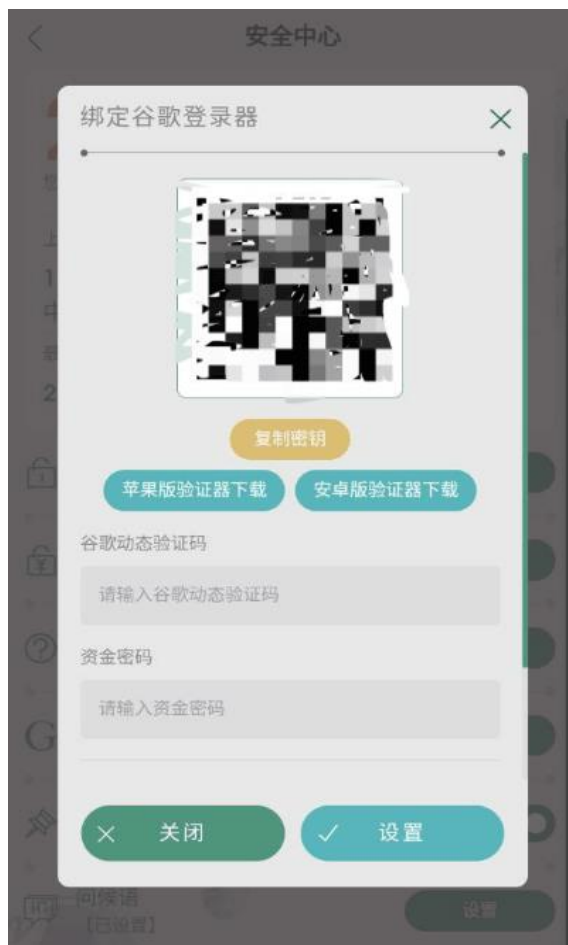 安全中心
绑定谷歌登录器
复制密钥
苹果版验证器下载 安卓版验证器下载
谷歌动态验证码
请输入谷歌动态验证码
资金密码
请输入资金密码
关闭 设置
问候语
【已设置】 设置